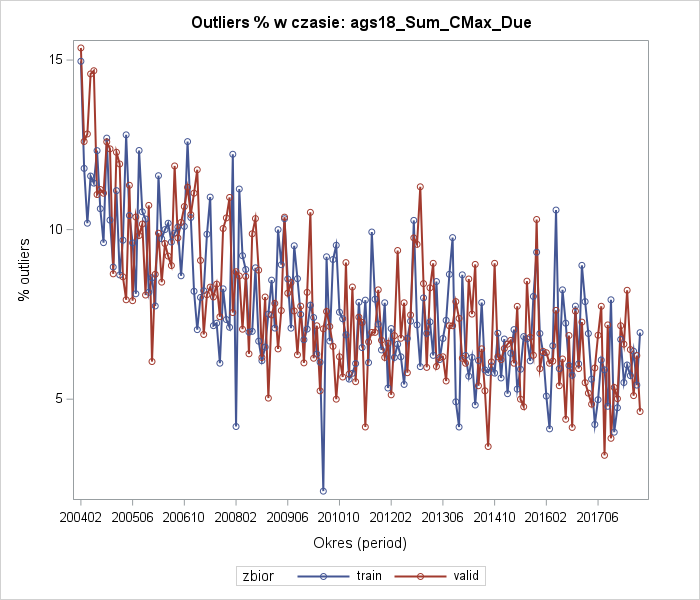 Outliers % w czasie: ags18_Sum_CMax_Due
% outliers
15
10
5
200402 200506 200610 200802 200906 201010 201202 201306 201410 201602 201706
Okres (period)
zbior train valid